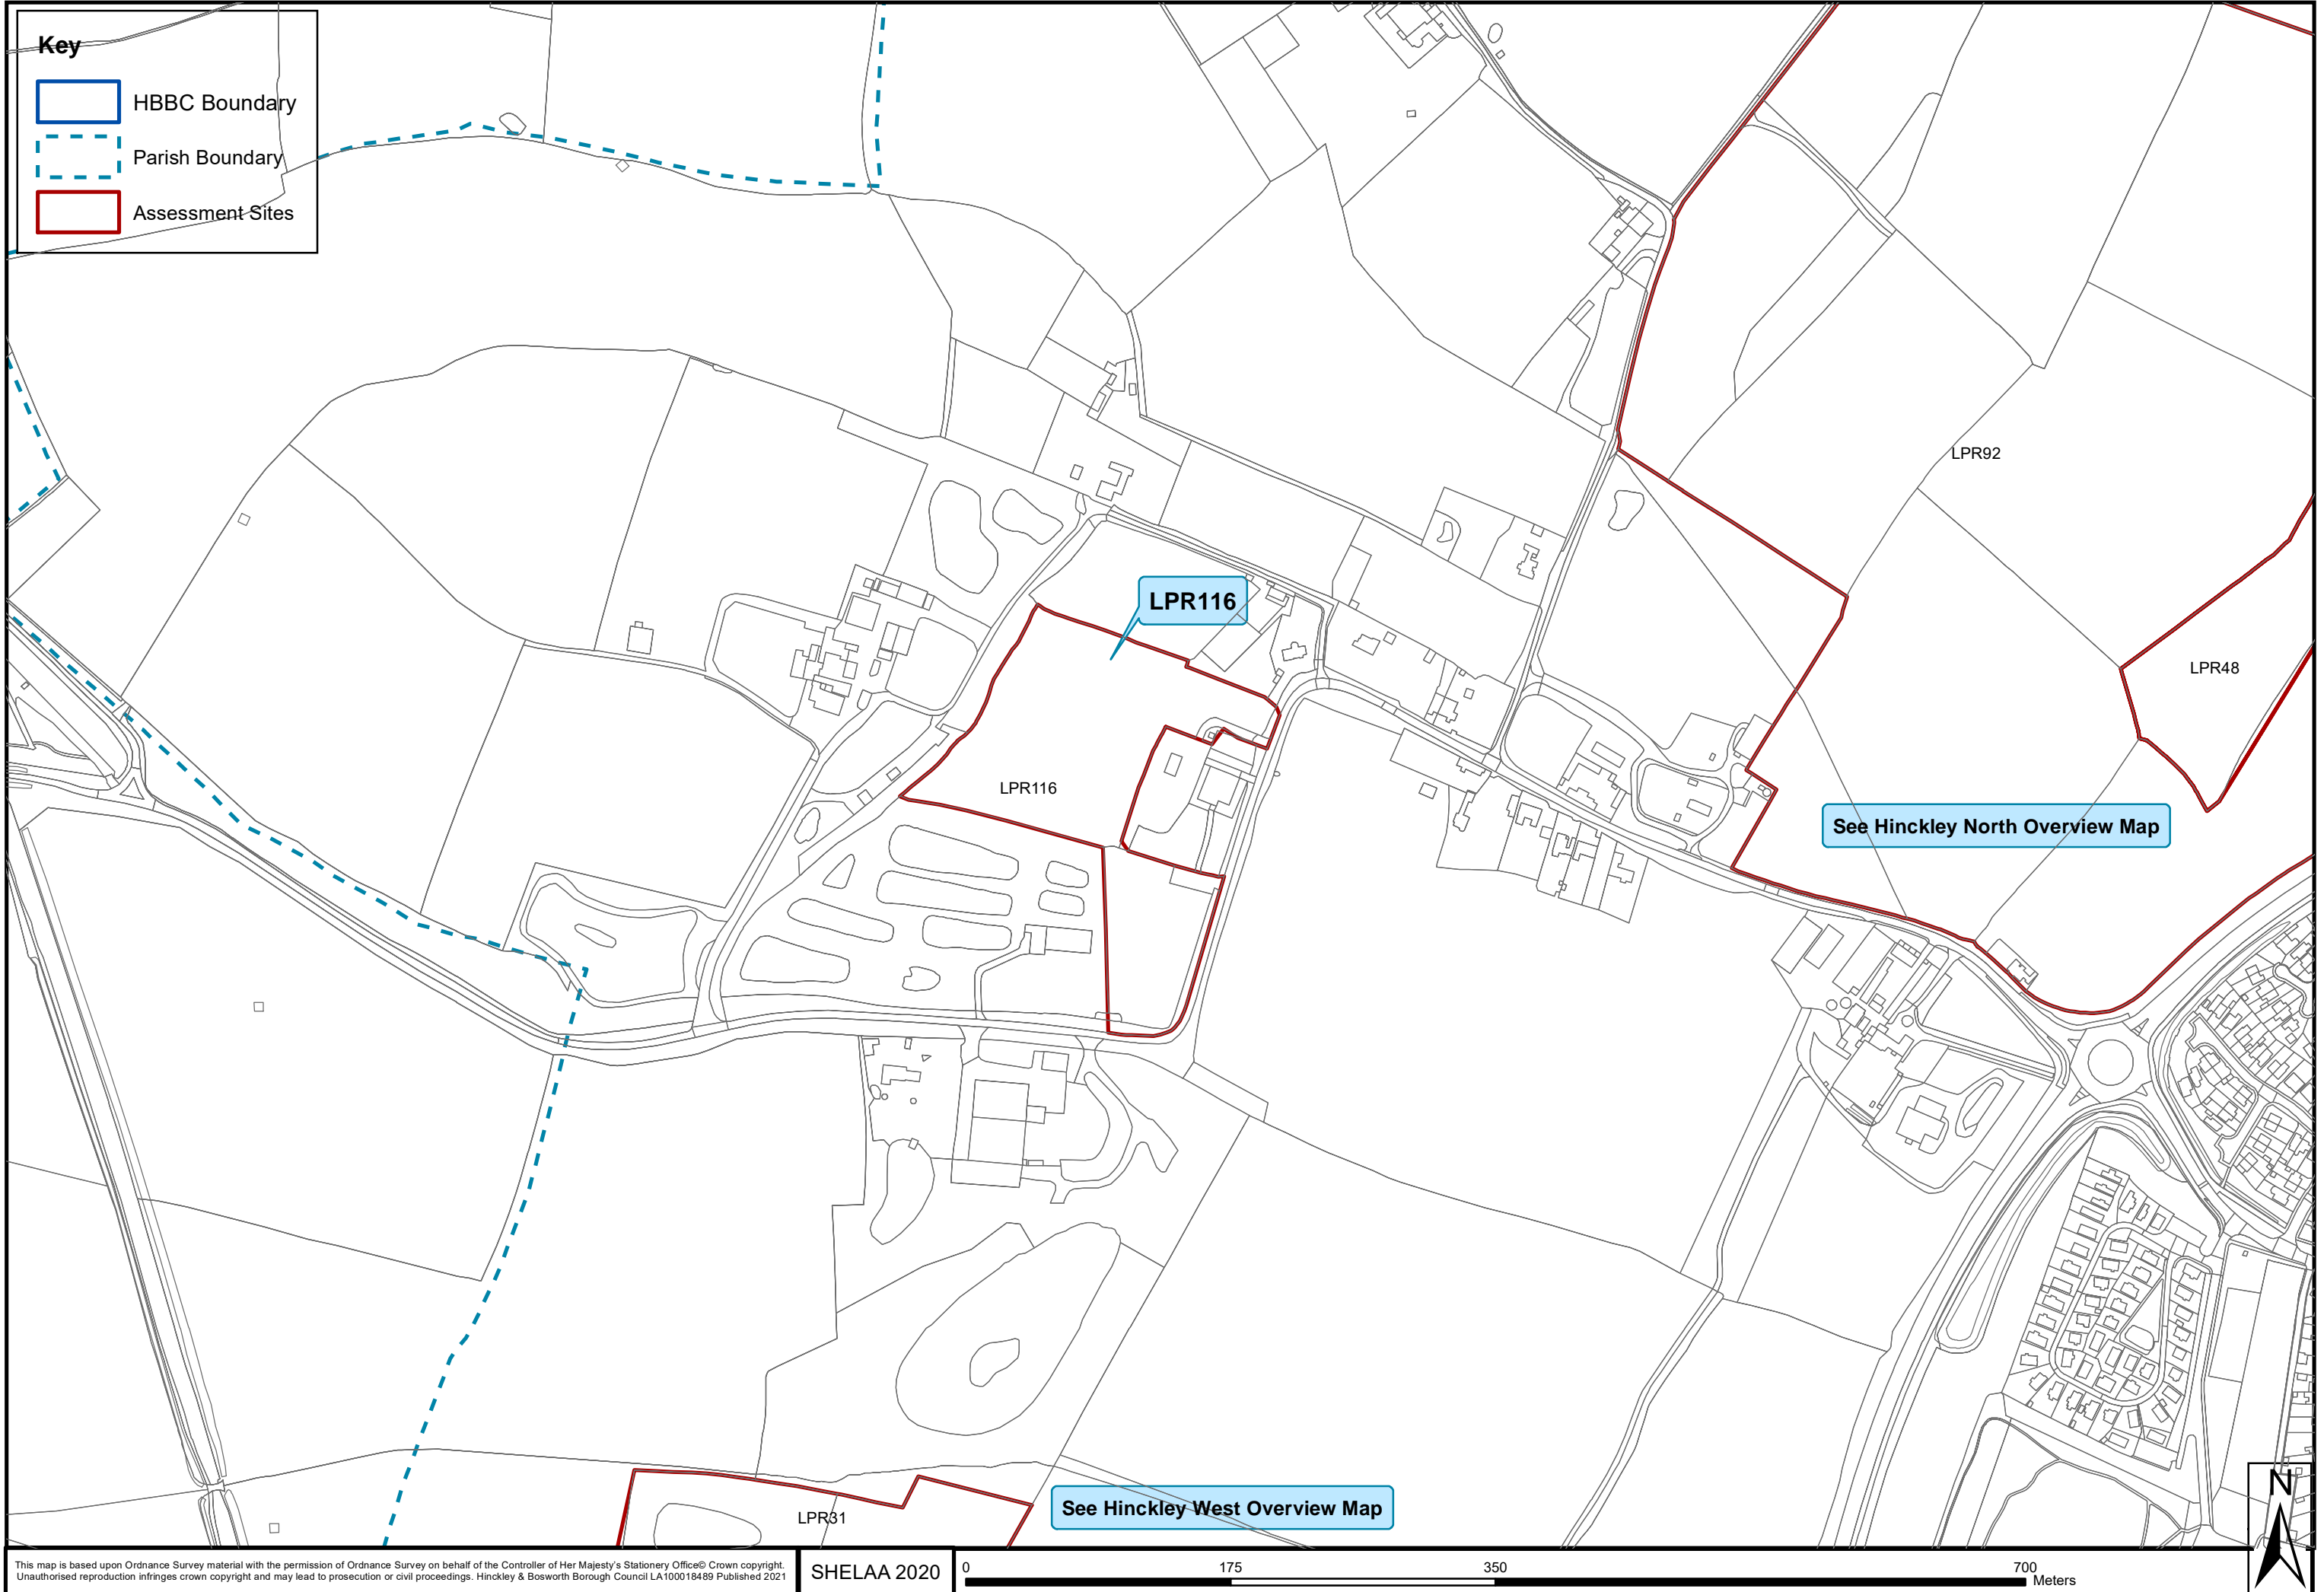 Key
HBBC Boundary
Parish Boundary
Assessment Sites
LPR92
LPR116
LPR48
LPR116
See Hinckley North Overview Map
LPR31
See Hinckley West Overview Map
N
This map is based upon Ordnance Survey material with the permission of Ordnance Survey on behalf of the Controller of Her Majesty's Stationery Office© Crown copyright.
Unauthorised reproduction infringes crown copyright and may lead to prosecution or civil proceedings. Hinckley & Bosworth Borough Council LA100018489 Published 2021
SHELAA 2020
0 175 350 700
Meters